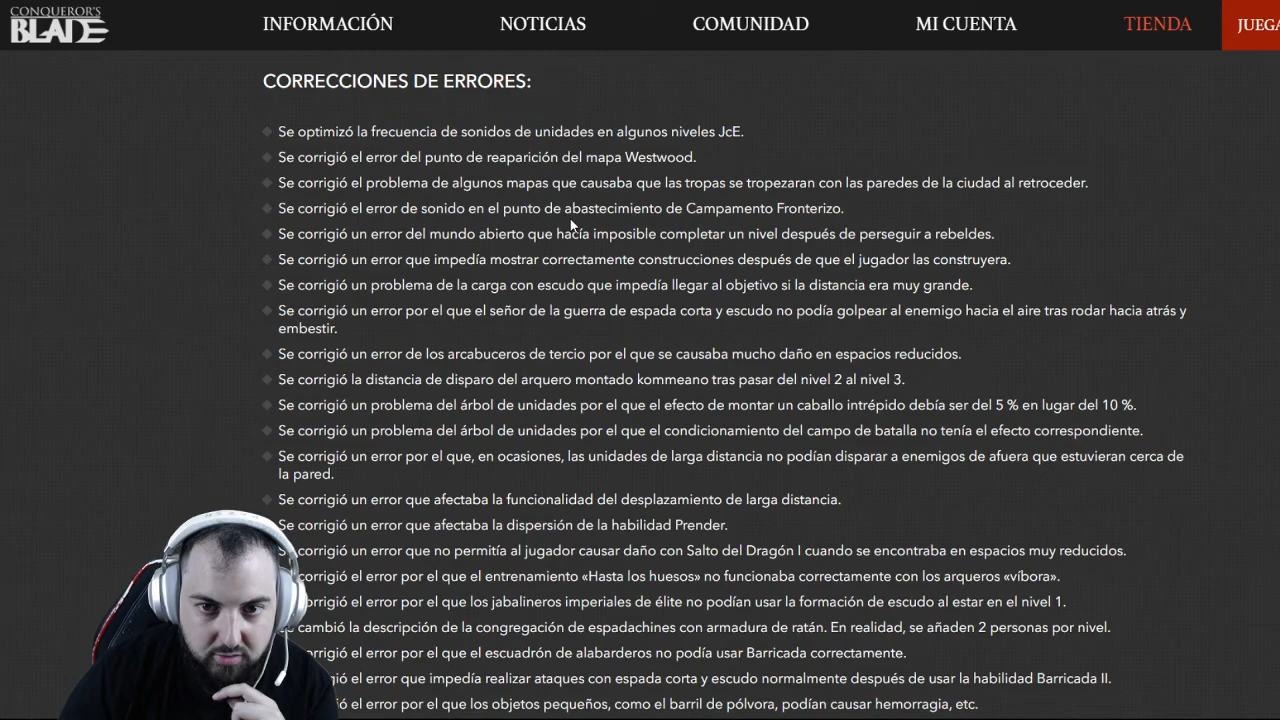 CONQUEROR'S
BLADE
INFORMACIÓN
NOTICIAS
COMUNIDAD
MI CUENTA
TIENDA
JUEGA
CORRECCIONES DE ERRORES:
Se optimizó la frecuencia de sonidos de unidades en algunos niveles JcE.
Se corrigió el error del punto de reaparición del mapa Westwood.
Se corrigió el problema de algunos mapas que causaba que las tropas se tropezaran con las paredes de la ciudad al retroceder.
Se corrigió el error de sonido en el punto de abastecimiento de Campamento Fronterizo.
Se corrigió un error del mundo abierto que hacía imposible completar un nivel después de perseguir a rebeldes.
Se corrigió un error que impedía mostrar correctamente construcciones después de que el jugador las construyera.
Se corrigió un problema de la carga con escudo que impedía llegar al objetivo si la distancia era muy grande.
Se corrigió un error por el que el señor de la guerra de espada corta y escudo no podía golpear al enemigo hacia el aire tras rodar hacia atrás y
embestir.
Se corrigió un error de los arcabuceros de tercio por el que se causaba mucho daño en espacios reducidos.
Se corrigió la distancia de disparo del arquero montado kommeano tras pasar del nivel 2 al nivel 3.
Se corrigió un problema del árbol de unidades por el que el efecto de montar un caballo intrépido debía ser del 5 % en lugar del 10 %.
Se corrigió un problema del árbol de unidades por el que el condicionamiento del campo de batalla no tenía el efecto correspondiente.
Se corrigió un error por el que, en ocasiones, las unidades de larga distancia no podían disparar a enemigos de afuera que estuvieran cerca de
la pared.
Se corrigió un error que afectaba la funcionalidad del desplazamiento de larga distancia.
Se corrigió un error que afectaba la dispersión de la habilidad Prender.
corrigió un error que no permitía al jugador causar daño con Salto del Dragón I cuando se encontraba en espacios muy reducidos.
corrigió el error por el que el entrenamiento «Hasta los huesos» no funcionaba correctamente con los arqueros «víbora».
corrigió el error por el que los jabalineros imperiales de élite no podían usar la formación de escudo al estar en el nivel 1.
cambió la descripción de la congregación de espadachines con armadura de ratán. En realidad, se añaden 2 personas por nivel.
corrigió el error por el que el escuadrón de alabarderos no podía usar Barricada correctamente.
el error que impedía realizar ataques con espada corta y escudo normalmente después de usar la habilidad Barricada II.
el error por el que los objetos pequeños, como el barril de pólvora, podían causar hemorragia, etc.